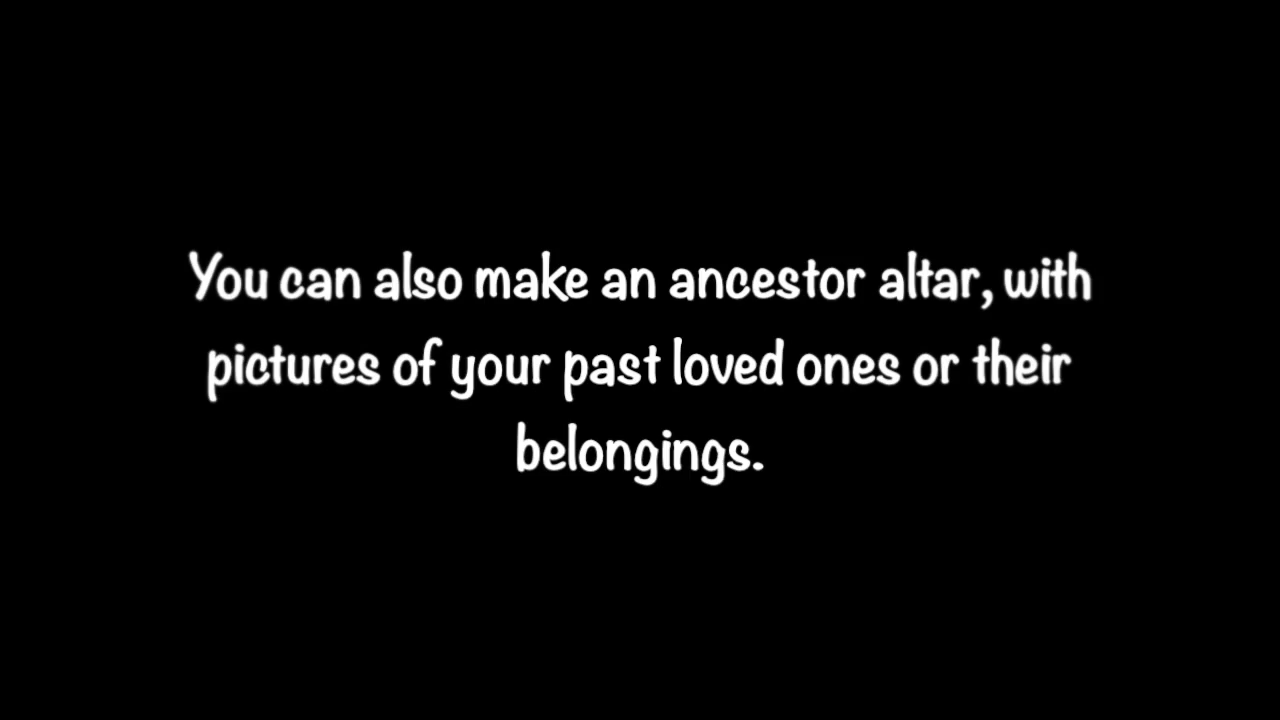 You can also make an ancestor altar, with
pictures of your past loved ones or their
belongings.